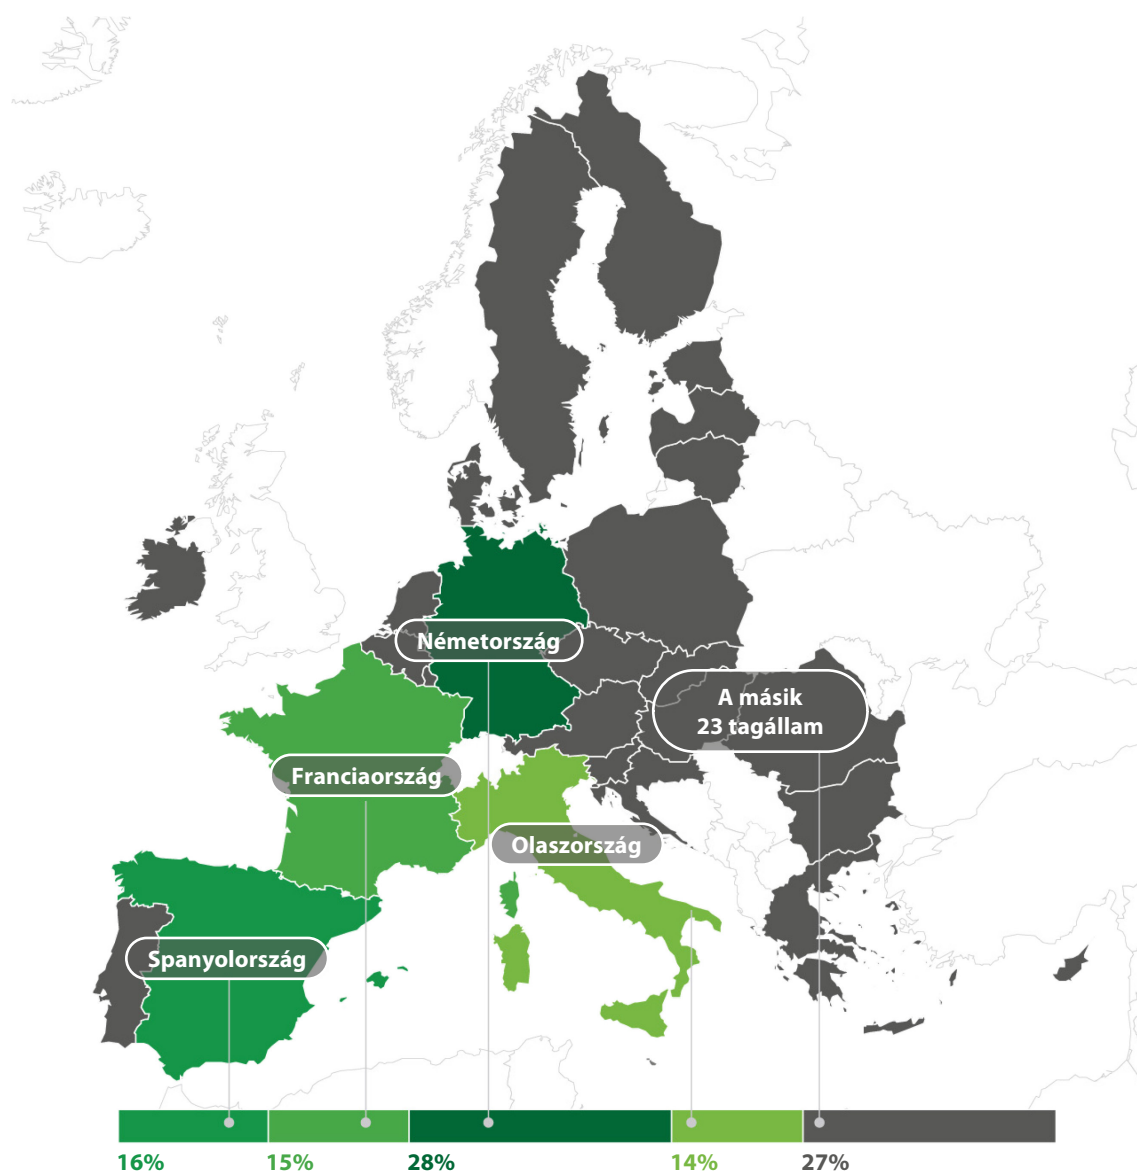 Németország
A másik
23 tagállam
Franciaország
Olaszország
Spanyolország
16% 15% 28% 14% 27%